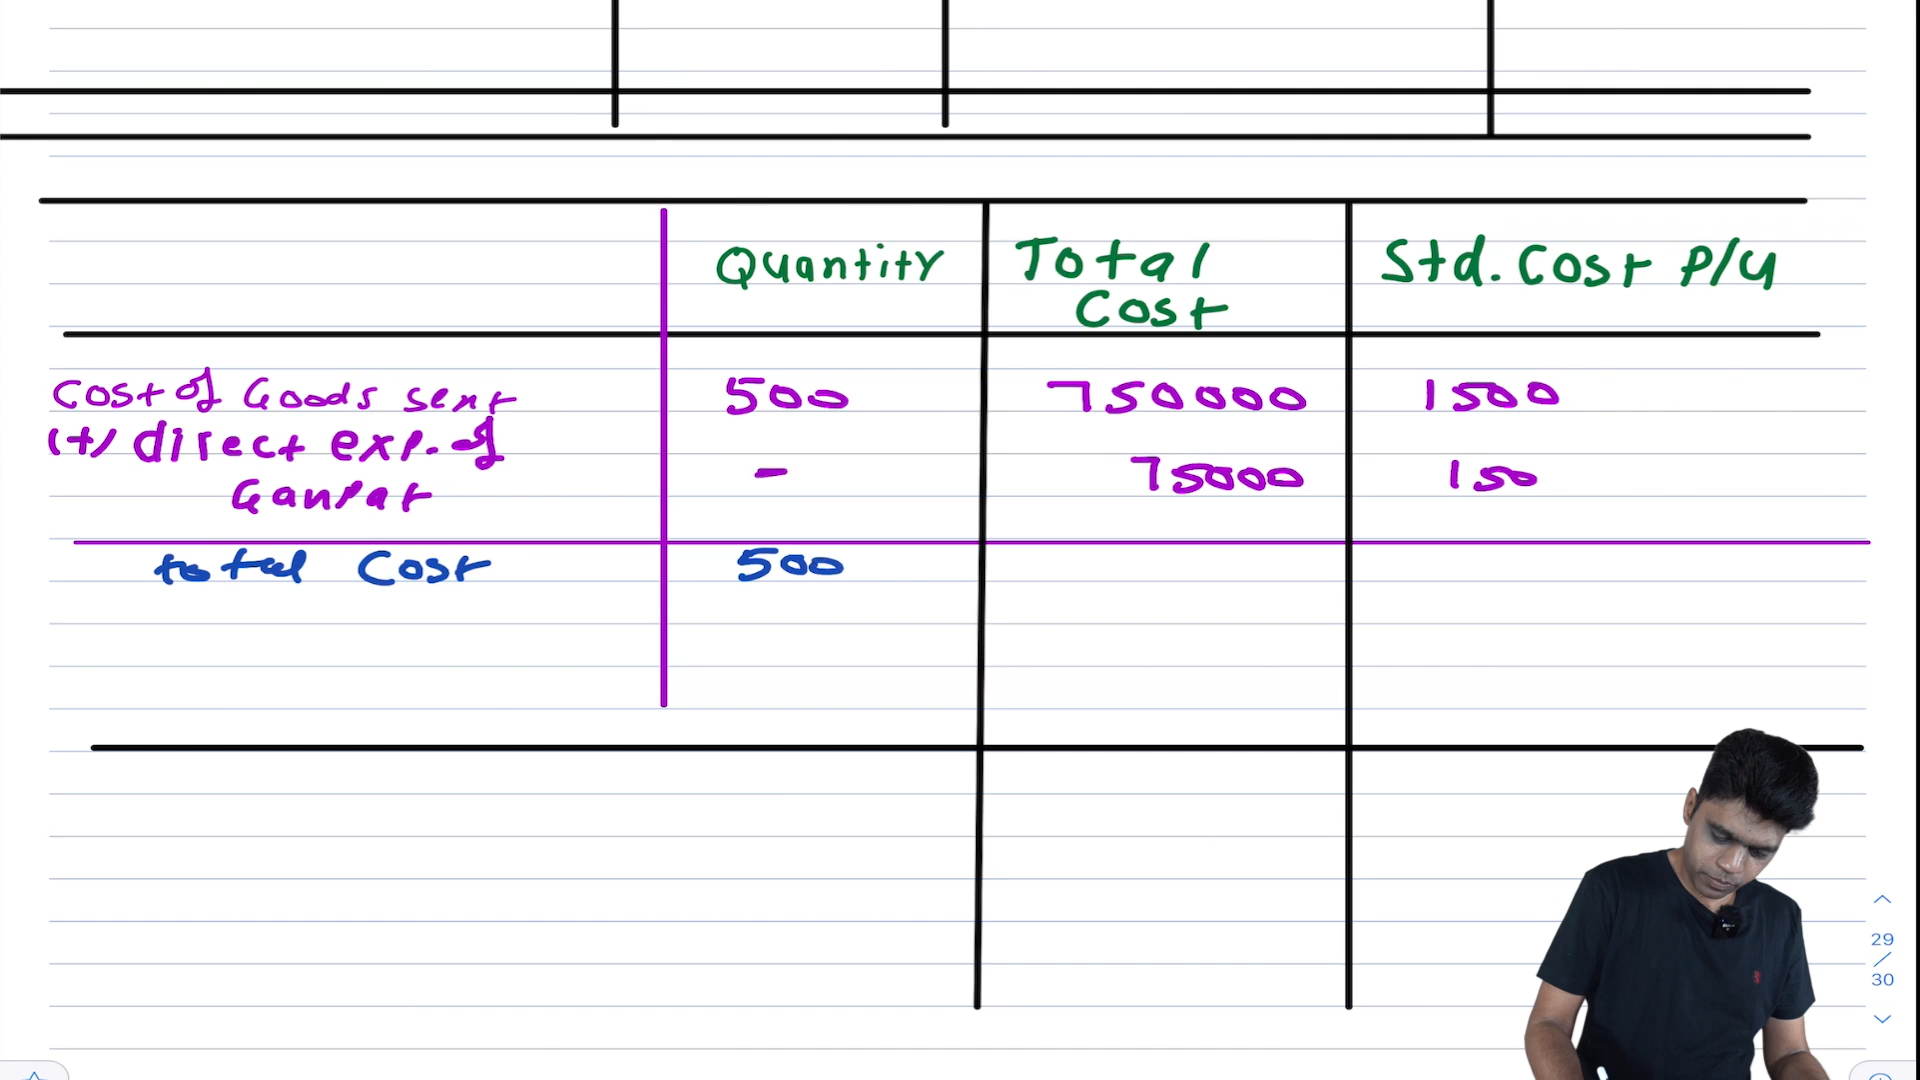 Quantity Total Std. Cost P/U
Cost
Cost of Goods sent 500 750000 1500
(+) direct exp. of
Ganpat - 75000 150
total Cost 500
29
/
30